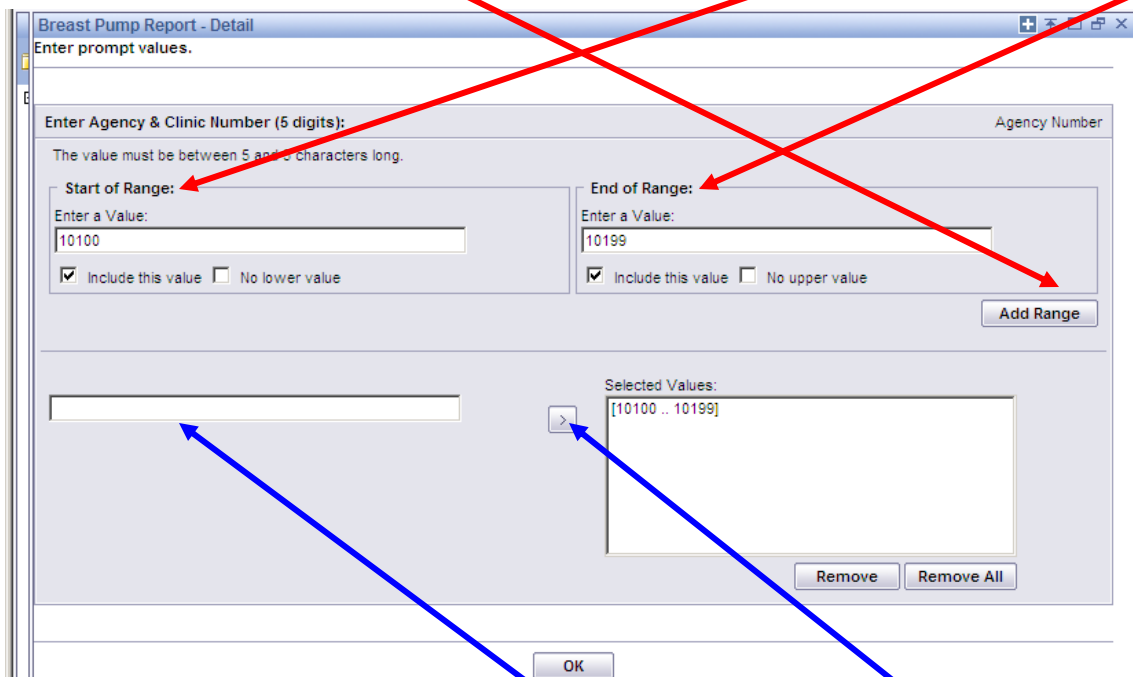 Breast Pump Report - Detail
Enter prompt values.
Enter Agency & Clinic Number (5 digits):
Agency Number
The value must be between 5 and 5 characters long.
Start of Range:
End of Range:
Enter a Value:
Enter a Value:
10100
10199
Include this value No lower value
Include this value No upper value
Add Range
Selected Values:
[10100 .. 10199]
>
Remove Remove All
OK